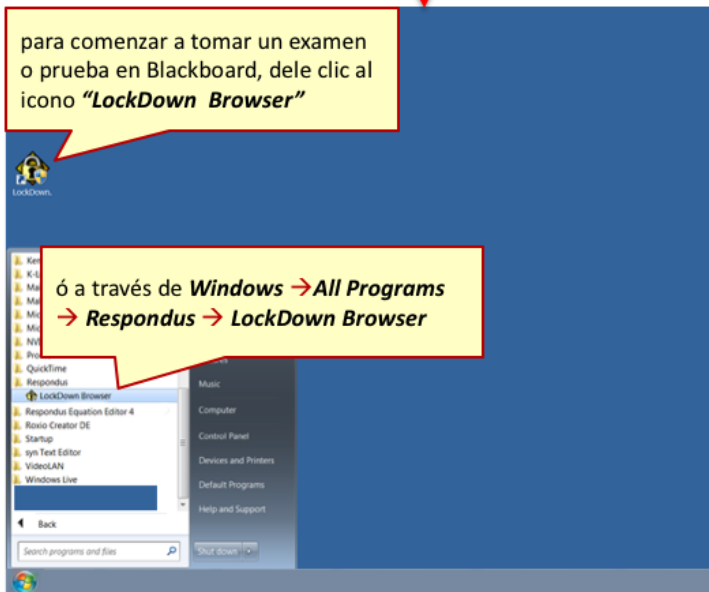 para comenzar a tomar un examen
o prueba en Blackboard, dele clic al
icono “LockDown Browser”
LockDown.
ó a través de Windows →All Programs
→ Respondus → LockDown Browser
QuickTime
Respondus
LockDown Browser
Respondus Equation Editor 4
Roxio Creator DE
Startup
syn Text Editor
VideoLAN
Windows Live
Back
Search programs and files
Music
Computer
Control Panel
Devices and Printers
Default Programs
Help and Support
Shut down